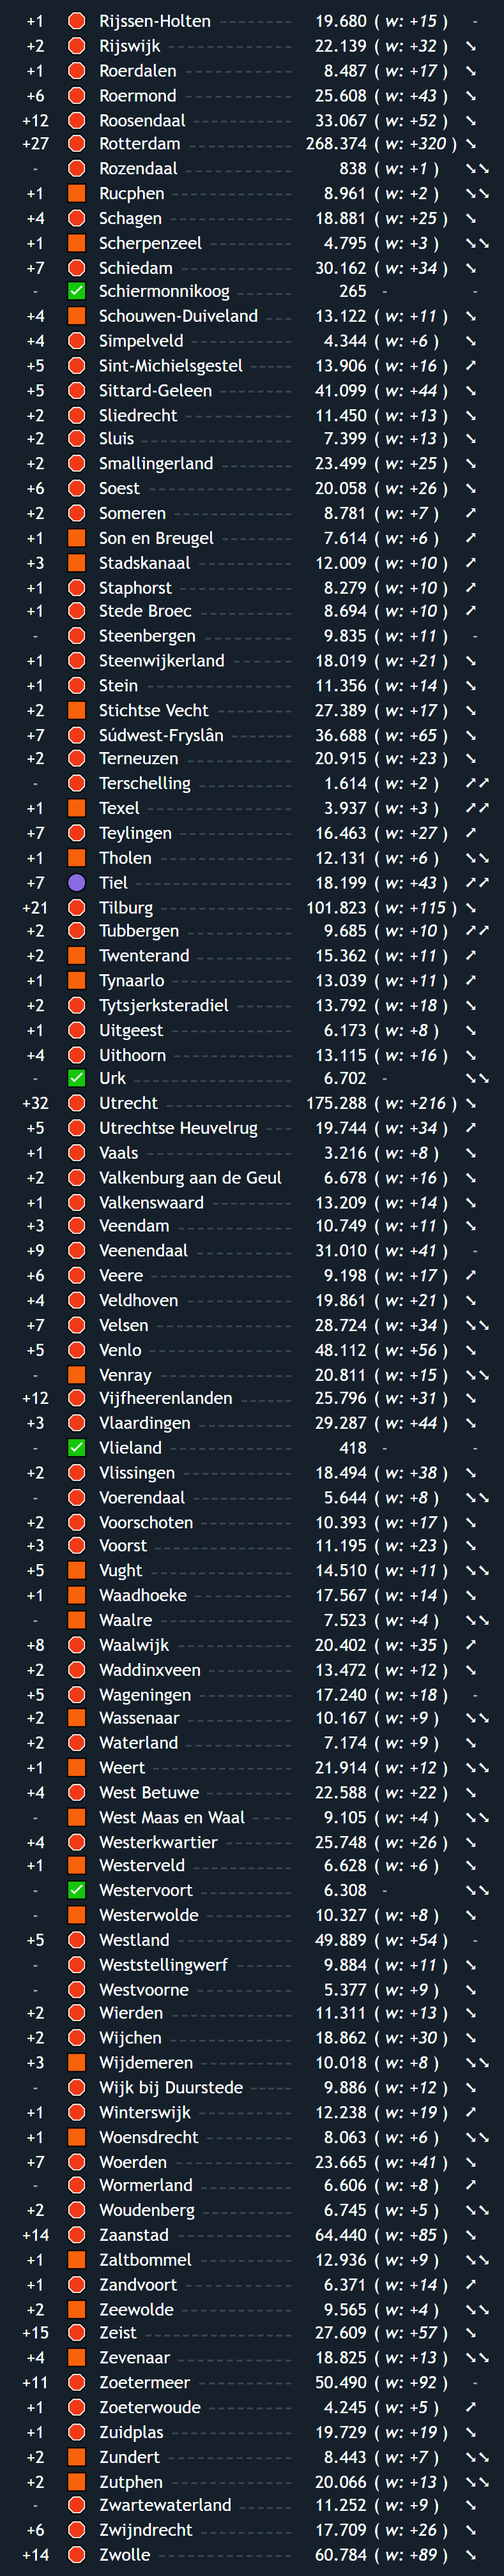 +1 Rijssen-Holten 19.680 ( w: +15 ) -
+2 Rijswijk 22.139 ( w: +32 ) ➘
+1 Roerdalen 8.487 ( w: +17 ) ➘
+6 Roermond 25.608 ( w: +43 ) ➘
+12 Roosendaal 33.067 ( w: +52 ) ➘
+27 Rotterdam 268.374 ( w: +320 ) ➘
- Rozendaal 838 ( w: +1 ) ➘➘
+1 Rucphen 8.961 ( w: +2 ) ➘➘
+4 Schagen 18.881 ( w: +25 ) ➘
+1 Scherpenzeel 4.795 ( w: +3 ) ➘➘
+7 Schiedam 30.162 ( w: +34 ) ➘
- Schiermonnikoog 265 - -
+4 Schouwen-Duiveland 13.122 ( w: +11 ) ➘
+4 Simpelveld 4.344 ( w: +6 ) ➘
+5 Sint-Michielsgestel 13.906 ( w: +16 ) ➚
+5 Sittard-Geleen 41.099 ( w: +44 ) ➘
+2 Sliedrecht 11.450 ( w: +13 ) ➘
+2 Sluis 7.399 ( w: +13 ) ➘
+2 Smallingerland 23.499 ( w: +25 ) ➘
+6 Soest 20.058 ( w: +26 ) ➘
+2 Someren 8.781 ( w: +7 ) ➚
+1 Son en Breugel 7.614 ( w: +6 ) ➚
+3 Stadskanaal 12.009 ( w: +10 ) ➚
+1 Staphorst 8.279 ( w: +10 ) ➚
+1 Stede Broec 8.694 ( w: +10 ) ➚
- Steenbergen 9.835 ( w: +11 ) -
+1 Steenwijkerland 18.019 ( w: +21 ) ➘
+1 Stein 11.356 ( w: +14 ) ➘
+2 Stichtse Vecht 27.389 ( w: +17 ) ➘
+7 Súdwest-Fryslân 36.688 ( w: +65 ) ➘
+2 Terneuzen 20.915 ( w: +23 ) ➘
- Terschelling 1.614 ( w: +2 ) ➚➚
+1 Texel 3.937 ( w: +3 ) ➚➚
+7 Teylingen 16.463 ( w: +27 ) ➚
+1 Tholen 12.131 ( w: +6 ) ➘➘
+7 Tiel 18.199 ( w: +43 ) ➚➚
+21 Tilburg 101.823 ( w: +115 ) ➘
+2 Tubbergen 9.685 ( w: +10 ) ➚➚
+2 Twenterand 15.362 ( w: +11 ) ➚
+1 Tynaarlo 13.039 ( w: +11 ) ➚
+2 Tytsjerksteradiel 13.792 ( w: +18 ) ➘
+1 Uitgeest 6.173 ( w: +8 ) ➘
+4 Uithoorn 13.115 ( w: +16 ) ➘
- Urk 6.702 - ➘➘
+32 Utrecht 175.288 ( w: +216 ) ➘
+5 Utrechtse Heuvelrug 19.744 ( w: +34 ) ➚
+1 Vaals 3.216 ( w: +8 ) ➘
+2 Valkenburg aan de Geul 6.678 ( w: +16 ) ➘
+1 Valkenswaard 13.209 ( w: +14 ) ➘
+3 Veendam 10.749 ( w: +11 ) ➘
+9 Veenendaal 31.010 ( w: +41 ) -
+6 Veere 9.198 ( w: +17 ) ➚
+4 Veldhoven 19.861 ( w: +21 ) ➘
+7 Velsen 28.724 ( w: +34 ) ➘➘
+5 Venlo 48.112 ( w: +56 ) ➘
- Venray 20.811 ( w: +15 ) ➘➘
+12 Vijfheerenlanden 25.796 ( w: +31 ) ➘
+3 Vlaardingen 29.287 ( w: +44 ) ➘
- Vlieland 418 - -
+2 Vlissingen 18.494 ( w: +38 ) ➘
- Voerendaal 5.644 ( w: +8 ) ➘➘
+2 Voorschoten 10.393 ( w: +17 ) ➘
+3 Voorst 11.195 ( w: +23 ) ➘
+5 Vught 14.510 ( w: +11 ) ➘➘
+1 Waadhoeke 17.567 ( w: +14 ) ➘
- Waalre 7.523 ( w: +4 ) ➘➘
+8 Waalwijk 20.402 ( w: +35 ) ➚
+2 Waddinxveen 13.472 ( w: +12 ) ➘
+5 Wageningen 17.240 ( w: +18 ) -
+2 Wassenaar 10.167 ( w: +9 ) ➘➘
+2 Waterland 7.174 ( w: +9 ) ➘
+1 Weert 21.914 ( w: +12 ) ➘➘
+4 West Betuwe 22.588 ( w: +22 ) ➘
- West Maas en Waal 9.105 ( w: +4 ) ➘➘
+4 Westerkwartier 25.748 ( w: +26 ) ➘
+1 Westerveld 6.628 ( w: +6 ) ➘
- Westervoort 6.308 - ➘➘
- Westerwolde 10.327 ( w: +8 ) ➘
+5 Westland 49.889 ( w: +54 ) -
- Weststellingwerf 9.884 ( w: +11 ) ➘
- Westvoorne 5.377 ( w: +9 ) ➘
+2 Wierden 11.311 ( w: +13 ) ➘
+2 Wijchen 18.862 ( w: +30 ) ➘
+3 Wijdemeren 10.018 ( w: +8 ) ➘➘
- Wijk bij Duurstede 9.886 ( w: +12 ) ➘
+1 Winterswijk 12.238 ( w: +19 ) ➚
+1 Woensdrecht 8.063 ( w: +6 ) ➘➘
+7 Woerden 23.665 ( w: +41 ) ➘
- Wormerland 6.606 ( w: +8 ) ➚
+2 Woudenberg 6.745 ( w: +5 ) ➘➘
+14 Zaanstad 64.440 ( w: +85 ) ➘
+1 Zaltbommel 12.936 ( w: +9 ) ➘➘
+1 Zandvoort 6.371 ( w: +14 ) ➚
+2 Zeewolde 9.565 ( w: +4 ) ➘➘
+15 Zeist 27.609 ( w: +57 ) ➘
+4 Zevenaar 18.825 ( w: +13 ) ➘➘
+11 Zoetermeer 50.490 ( w: +92 ) -
+1 Zoeterwoude 4.245 ( w: +5 ) ➚
+1 Zuidplas 19.729 ( w: +19 ) ➘
+2 Zundert 8.443 ( w: +7 ) ➘➘
+2 Zutphen 20.066 ( w: +13 ) ➘➘
- Zwartewaterland 11.252 ( w: +9 ) ➘
+6 Zwijndrecht 17.709 ( w: +26 ) ➘
+14 Zwolle 60.784 ( w: +89 ) ➘